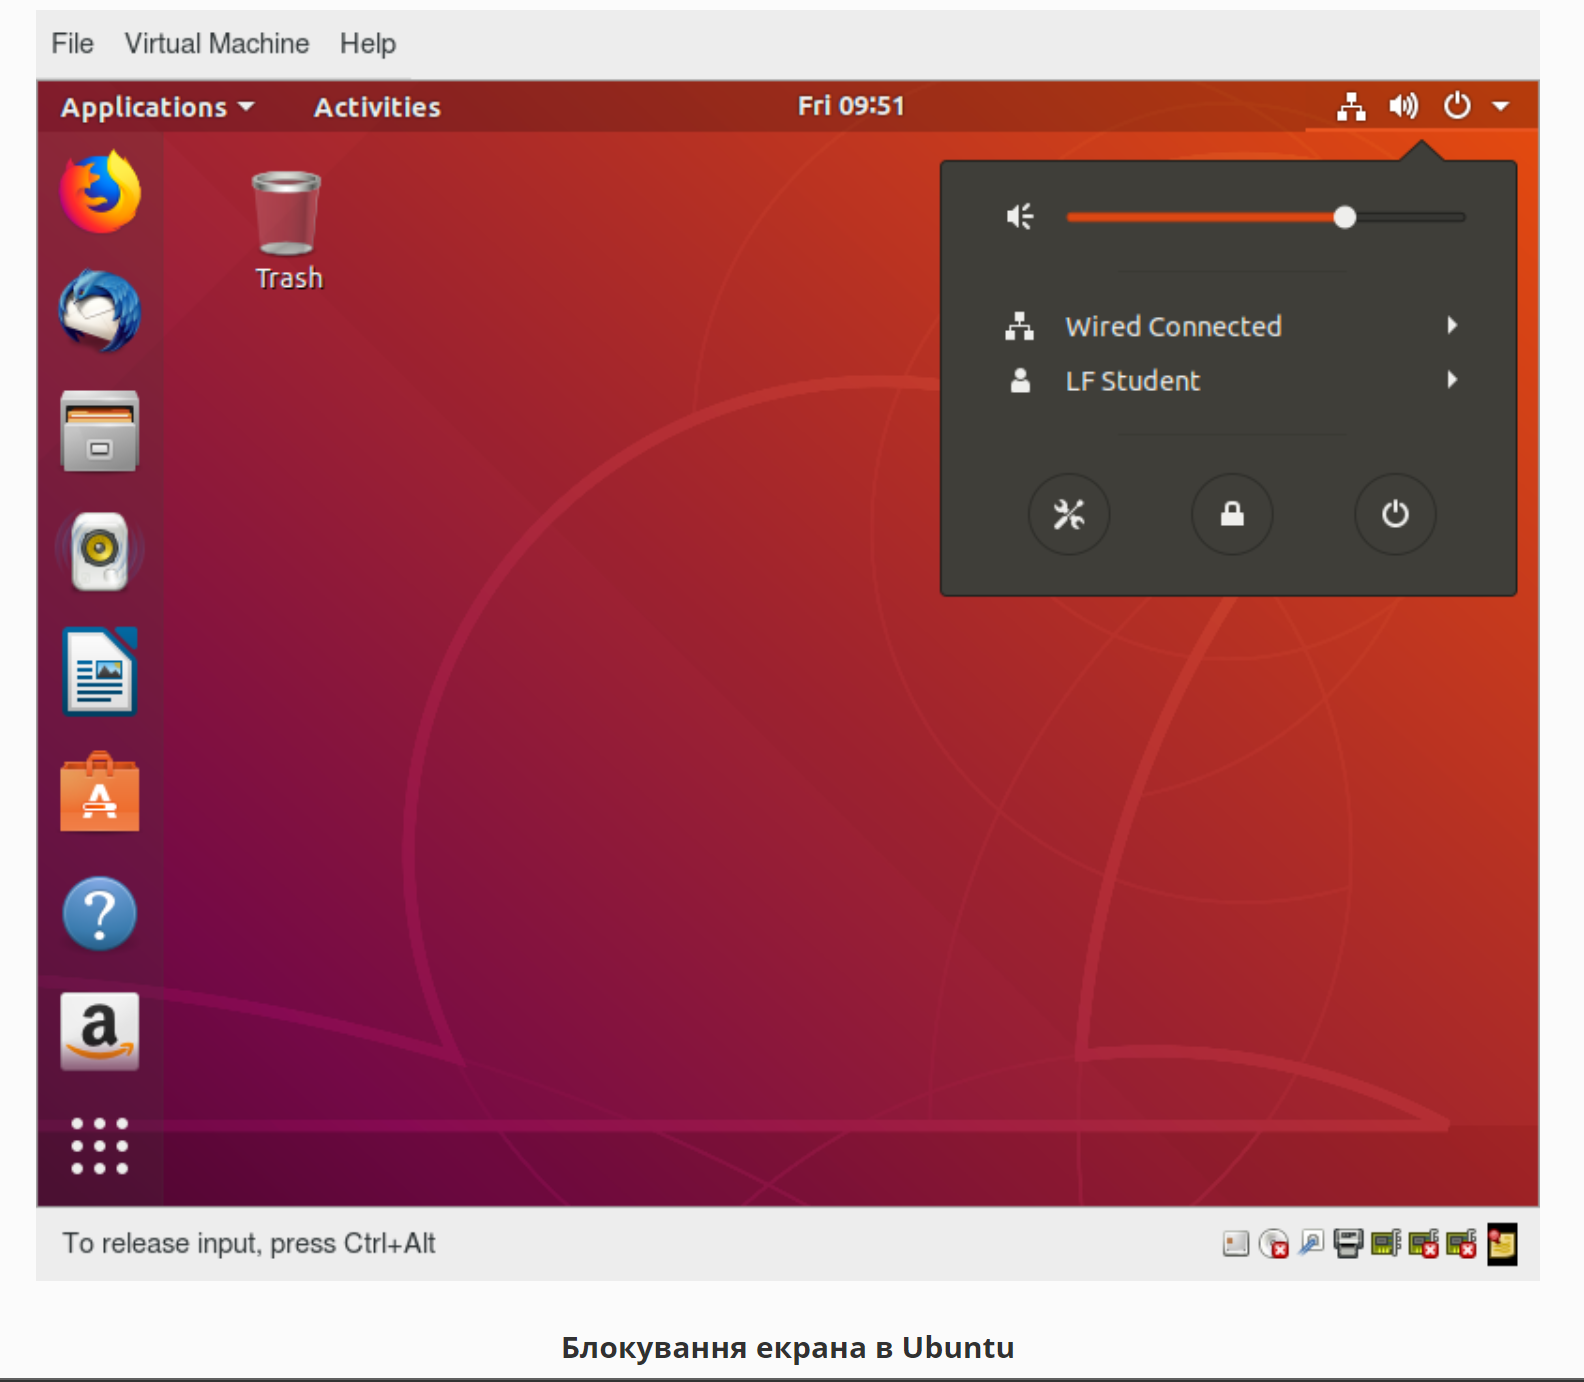 File Virtual Machine Help
Applications Activities Fri 09:51
Trash
Wired Connected
LF Student
To release input, press Ctrl+Alt
Блокування екрана в Ubuntu